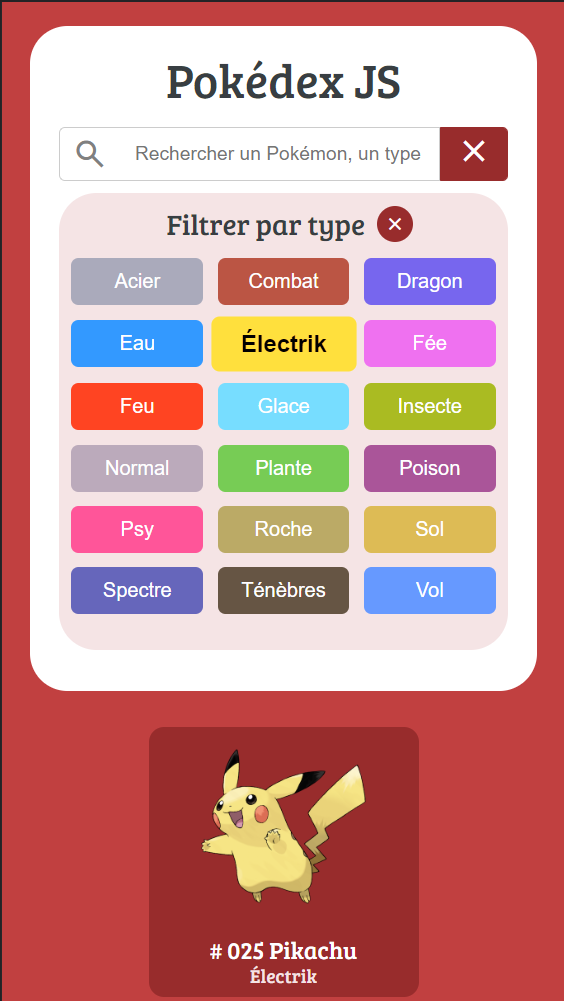 Pokédex JS
Rechercher un Pokémon, un type
Filtrer par type
Acier
Combat
Dragon
Eau
Électrik
Fée
Feu
Glace
Insecte
Normal
Plante
Poison
Psy
Roche
Sol
Spectre
Ténèbres
Vol
# 025 Pikachu
Électrik